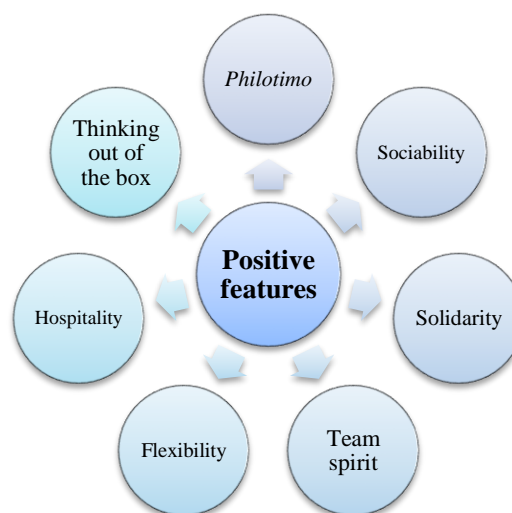 Philotimo
Sociability
Solidarity
Team
spirit
Flexibility
Hospitality
Thinking
out of
the box
Positive
features